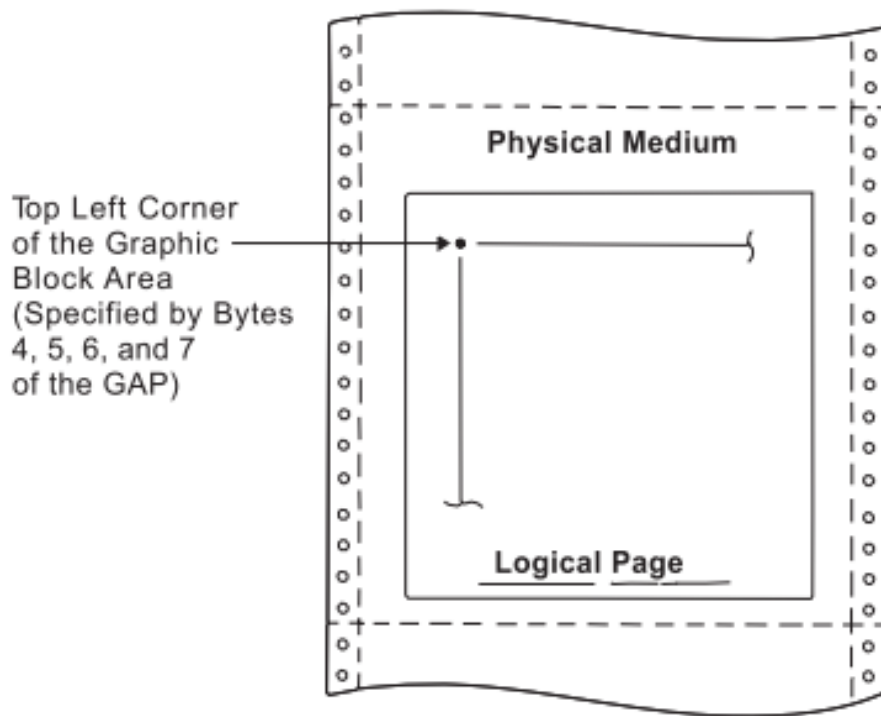 Physical Medium
Top Left Corner
of the Graphic
Block Area
(Specified by Bytes
4, 5, 6, and 7
of the GAP)
Logical Page